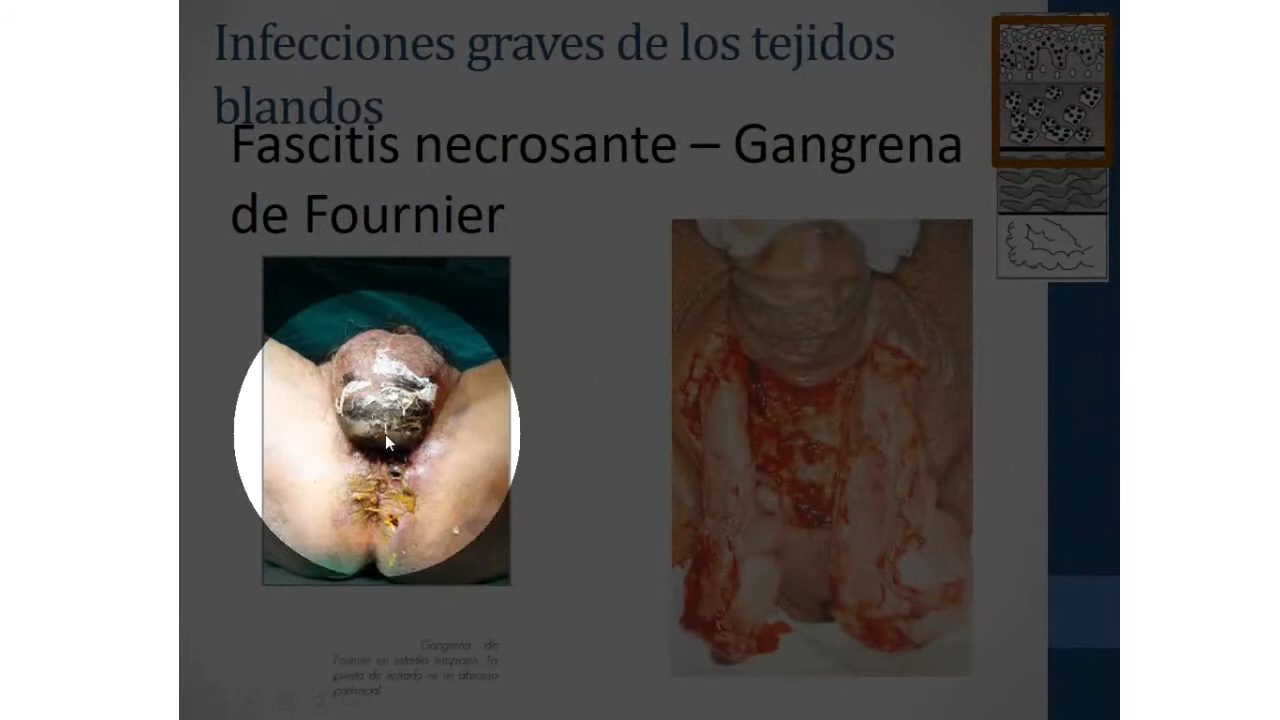 Infecciones graves de los tejidos
blandos
Fascitis necrosante – Gangrena
de Fournier
Gangrena de
Fournier en estadio temprano. La
puerta de entrada es un absceso
perirectal